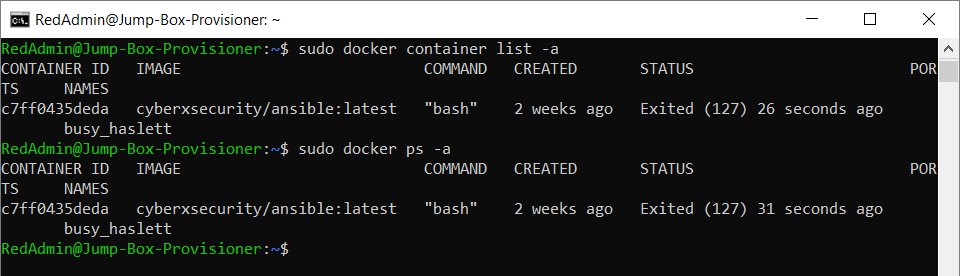 RedAdmin@Jump-Box-Provisioner: ~
RedAdmin@Jump-Box-Provisioner:~$ sudo docker container list -a
CONTAINER ID   IMAGE                           COMMAND   CREATED       STATUS                        POR
TS     NAMES
c7ff0435deda   cyberxsecurity/ansible:latest   "bash"    2 weeks ago   Exited (127) 26 seconds ago
       busy_haslett
RedAdmin@Jump-Box-Provisioner:~$ sudo docker ps -a
CONTAINER ID   IMAGE                           COMMAND   CREATED       STATUS                        POR
TS     NAMES
c7ff0435deda   cyberxsecurity/ansible:latest   "bash"    2 weeks ago   Exited (127) 31 seconds ago
       busy_haslett
RedAdmin@Jump-Box-Provisioner:~$